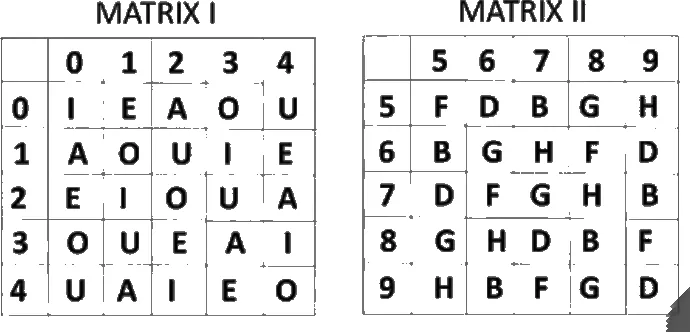 MATRIX I MATRIX II
0 1 2 3 4
0 I E A O U
1 A O U I E
2 E I O U A
3 O U E A I
4 U A I E O
5 6 7 8 9
5 F D B G H
6 B G H F D
7 D F G H B
8 G H D B F
9 H B F G D